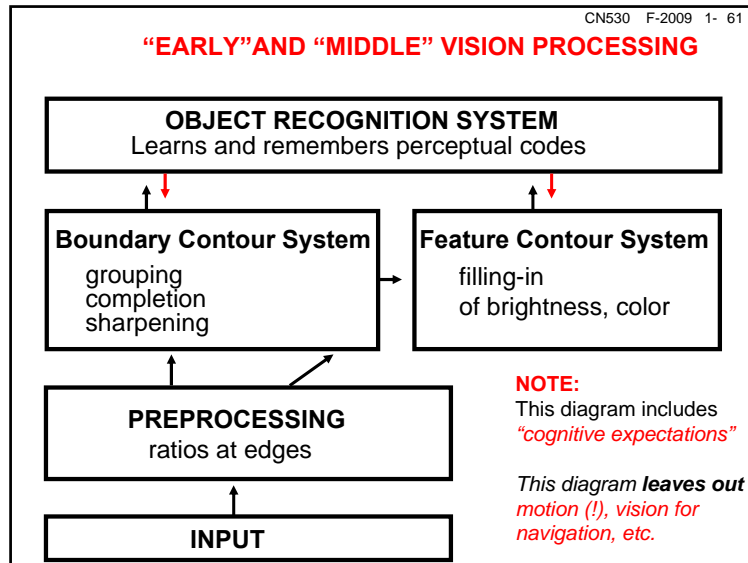 CN530 F-2009 1- 61
“EARLY”AND “MIDDLE” VISION PROCESSING
OBJECT RECOGNITION SYSTEM
Learns and remembers perceptual codes
Boundary Contour System
grouping
completion
sharpening
Feature Contour System
filling-in
of brightness, color
PREPROCESSING
ratios at edges
INPUT
NOTE:
This diagram includes
“cognitive expectations”
This diagram leaves out
motion (!), vision for
navigation, etc.